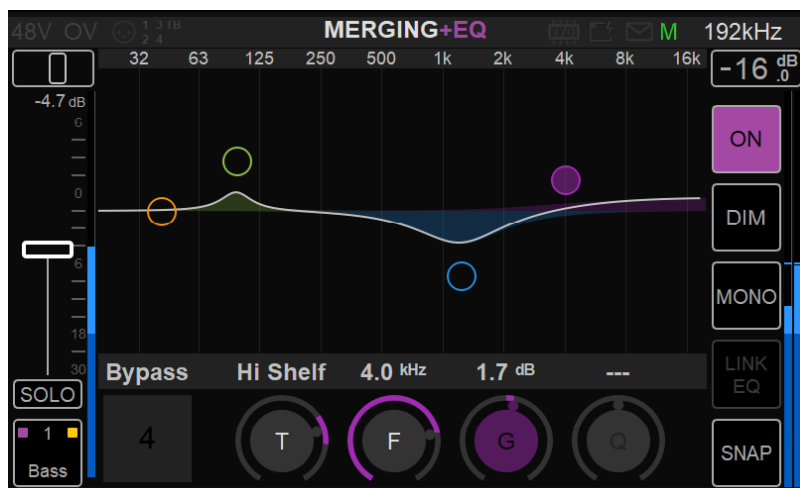 48V OV 1 3 TB MERGING+EQ I/O M 192kHz
2 4
32 63 125 250 500 1k 2k 4k 8k 16k
-16 .0 dB
-4.7 dB
G
0
6
18
30
ON
DIM
MONO
LINK
EQ
SNAP
Bypass Hi Shelf 4.0 kHz 1.7 dB ---
SOLO
4 T F G Q
1
Bass